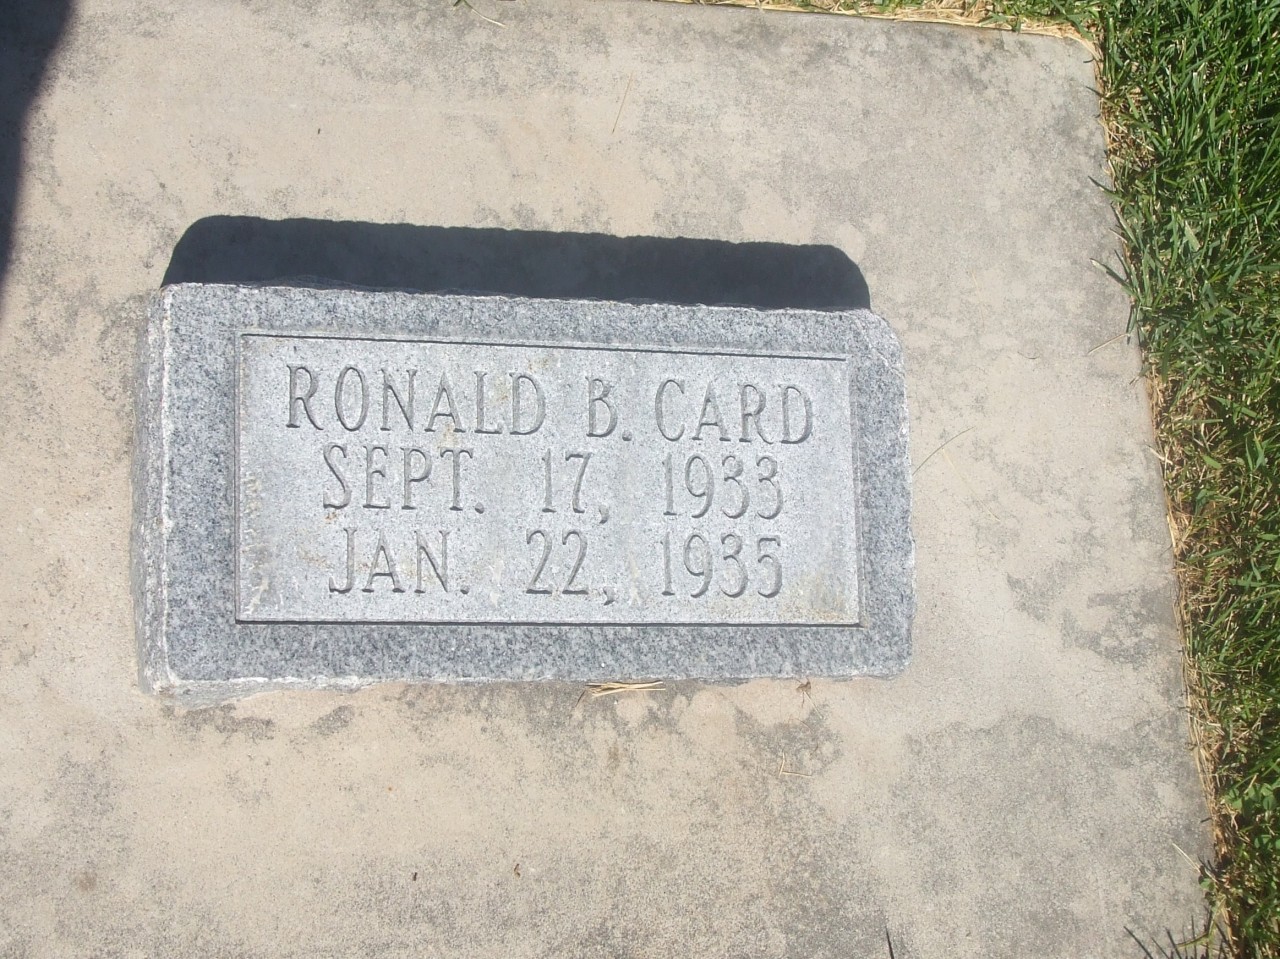 RONALD B. CARD
SEPT. 17, 1933
JAN. 22, 1935